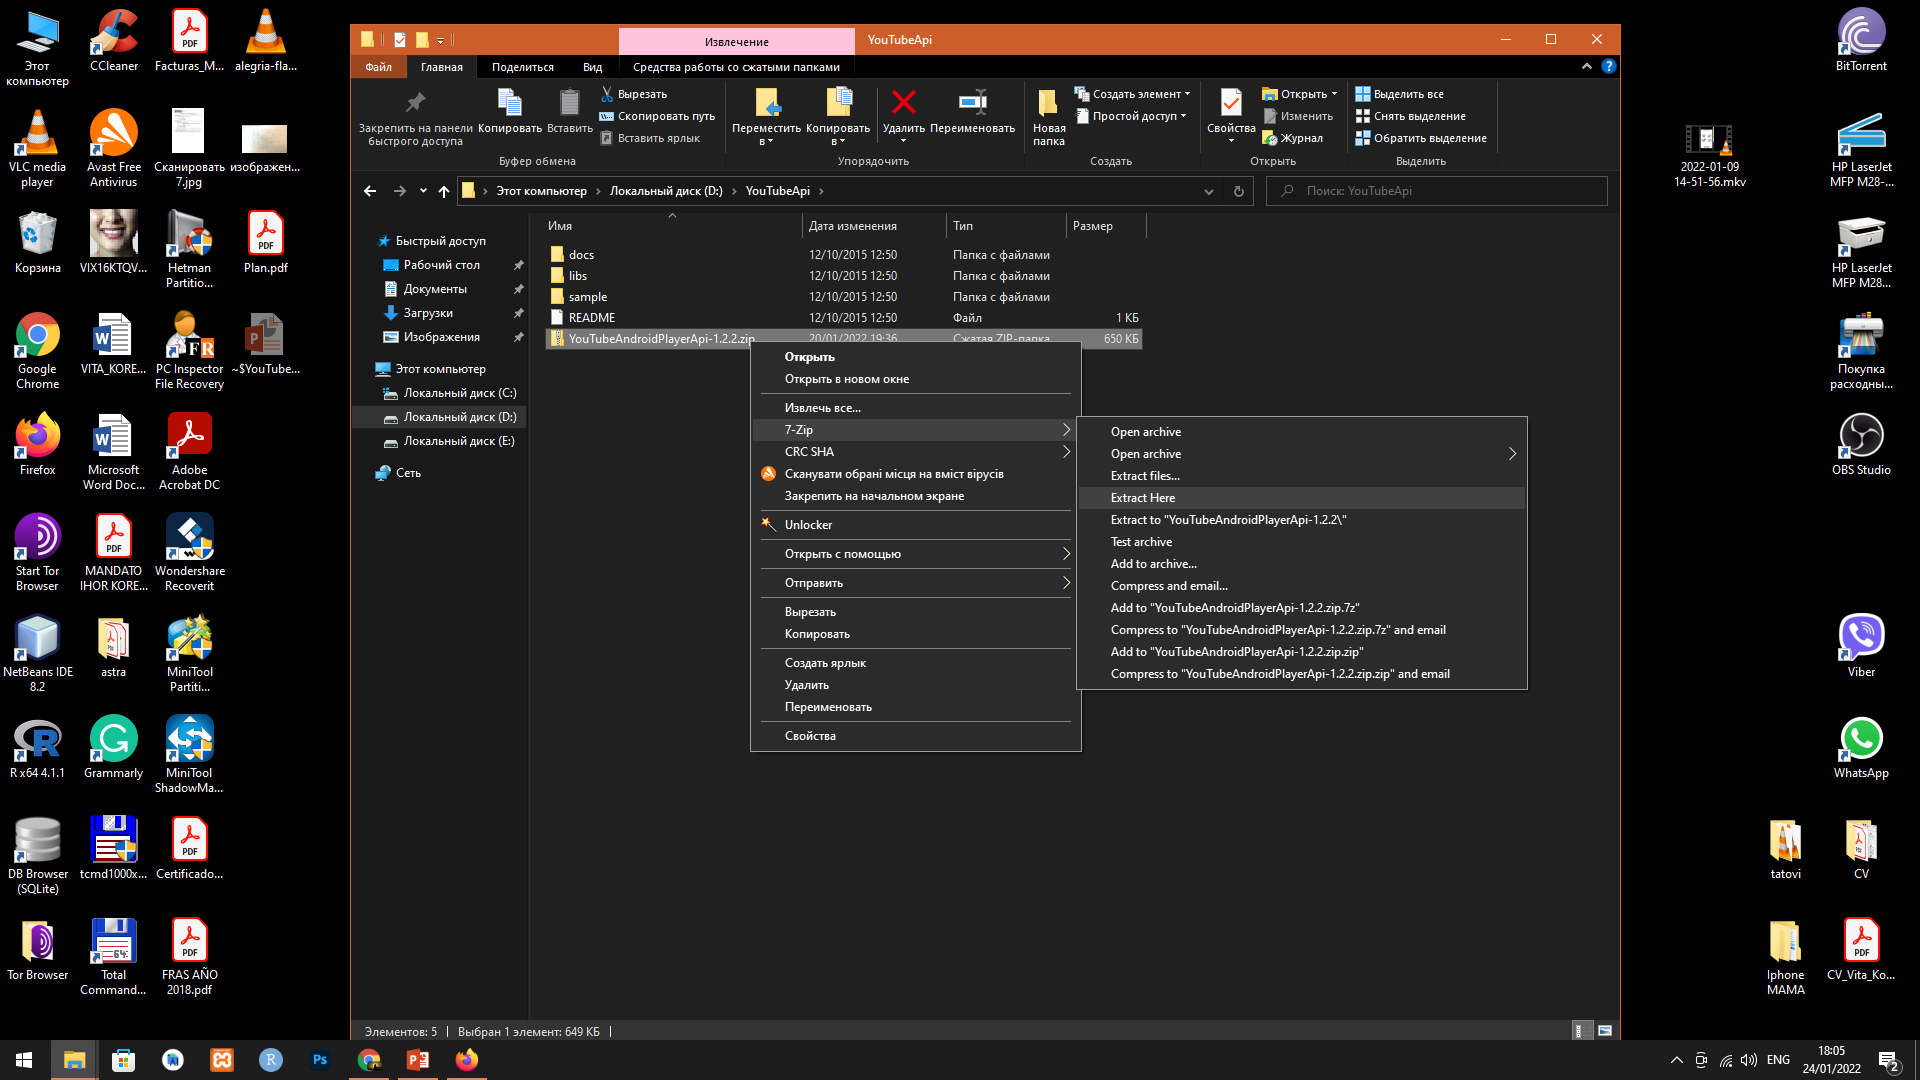 Этот
компьютер
CCleaner
Facturas_M...
alegria-fla...
VLC media
player
Avast Free
Antivirus
Сканировать
7.jpg
изображен...
Корзина
VIX16KTQV...
Hetman
Partitio...
Plan.pdf
Google
Chrome
VITA_KORE...
PC Inspector
File Recovery
~$YouTube...
Firefox
Microsoft
Word Doc...
Adobe
Acrobat DC
Start Tor
Browser
MANDATO
IHOR KORE...
Wondershare
Recoverit
NetBeans IDE
8.2
astra
MiniTool
Partiti...
R x64 4.1.1
Grammarly
MiniTool
ShadowMa...
DB Browser
(SQLite)
tcmd1000x...
Certificado...
Tor Browser
Total
Command...
FRAS AÑO
2018.pdf
Извлечение
YouTubeApi
Файл
Главная
Поделиться
Вид
Средства работы со сжатыми папками
Закрепить на панели
быстрого доступа
Копировать
Вставить
Вырезать
Скопировать путь
Вставить ярлык
Буфер обмена
Переместить
в
Копировать
в
Удалить
Переименовать
Упорядочить
Новая
папка
Создать элемент
Простой доступ
Создать
Свойства
Открыть
Изменить
Журнал
Открыть
Выделить все
Снять выделение
Обратить выделение
Выделить
Этот компьютер
Локальный диск (D:)
YouTubeApi
Поиск: YouTubeApi
Быстрый доступ
Рабочий стол
Документы
Загрузки
Изображения
Этот компьютер
Локальный диск (C:)
Локальный диск (D:)
Локальный диск (E:)
Сеть
Имя
Дата изменения
Тип
Размер
docs 12/10/2015 12:50 Папка с файлами
libs 12/10/2015 12:50 Папка с файлами
sample 12/10/2015 12:50 Папка с файлами
README 12/10/2015 12:50 Файл 1 КБ
YouTubeAndroidPlayerApi-1.2.2.zip 20/01/2022 19:36 Сжатая ZIP-папка 650 КБ
Открыть
Открыть в новом окне
Извлечь все...
7-Zip
CRC SHA
Сканувати обрані місця на вміст вірусів
Закрепить на начальном экране
Unlocker
Открыть с помощью
Отправить
Вырезать
Копировать
Создать ярлык
Удалить
Переименовать
Свойства
Open archive
Open archive
Extract files...
Extract Here
Extract to "YouTubeAndroidPlayerApi-1.2.2\"
Test archive
Add to archive...
Compress and email...
Add to "YouTubeAndroidPlayerApi-1.2.2.zip.7z"
Compress to "YouTubeAndroidPlayerApi-1.2.2.zip.7z" and email
Add to "YouTubeAndroidPlayerApi-1.2.2.zip.zip"
Compress to "YouTubeAndroidPlayerApi-1.2.2.zip.zip" and email
Элементов: 5
Выбран 1 элемент: 649 КБ
BitTorrent
2022-01-09
14-51-56.mkv
HP LaserJet
MFP M28-...
HP LaserJet
MFP M28...
Покупка
расходны...
OBS Studio
Viber
WhatsApp
tatovi
CV
Iphone
MAMA
CV_Vita_Ko...
ENG
18:05
24/01/2022
2